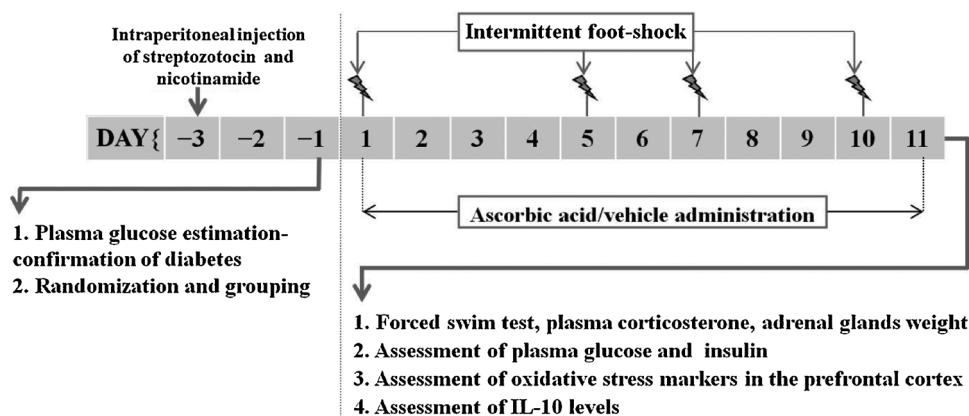 Intraperitoneal injection
of streptozotocin and
nicotinamide
Intermittent foot-shock
DAY{ −3 −2 −1 1 2 3 4 5 6 7 8 9 10 11
Ascorbic acid/vehicle administration
1. Plasma glucose estimation-
confirmation of diabetes
2. Randomization and grouping
1. Forced swim test, plasma corticosterone, adrenal glands weight
2. Assessment of plasma glucose and insulin
3. Assessment of oxidative stress markers in the prefrontal cortex
4. Assessment of IL-10 levels